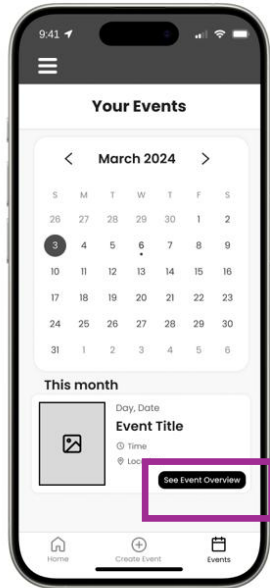 9:41
Your Events
March 2024
S M T W T F S
26 27 28 29 30 1 2
3 4 5 6 7 8 9
10 11 12 13 14 15 16
17 18 19 20 21 22 23
24 25 26 27 28 29 30
31 1 2 3 4 5 6
This month
Day, Date
Event Title
Time
See Event Overview
Home Create Event Events